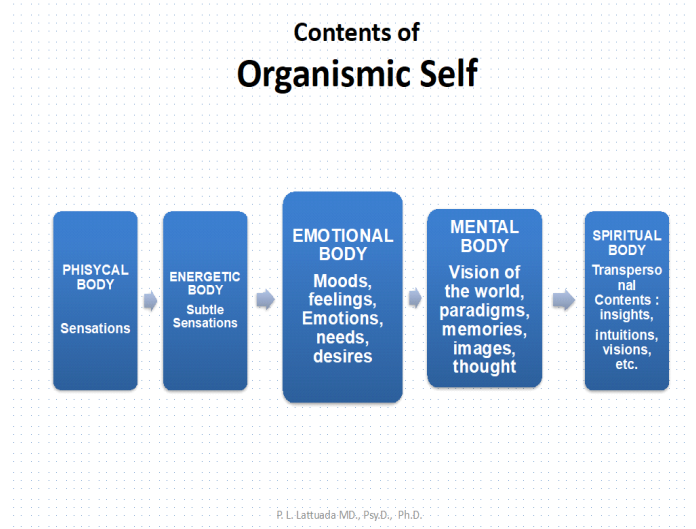 Contents of
Organismic Self
PHISYCAL
BODY
Sensations
ENERGETIC
BODY
Subtle
Sensations
EMOTIONAL
BODY
Moods,
feelings,
Emotions,
needs,
desires
MENTAL
BODY
Vision of
the world,
paradigms,
memories,
images,
thought
SPIRITUAL
BODY
Transperso
nal
Contents :
insights,
intuitions,
visions,
etc.
P. L. Lattuada MD., Psy.D., Ph.D.